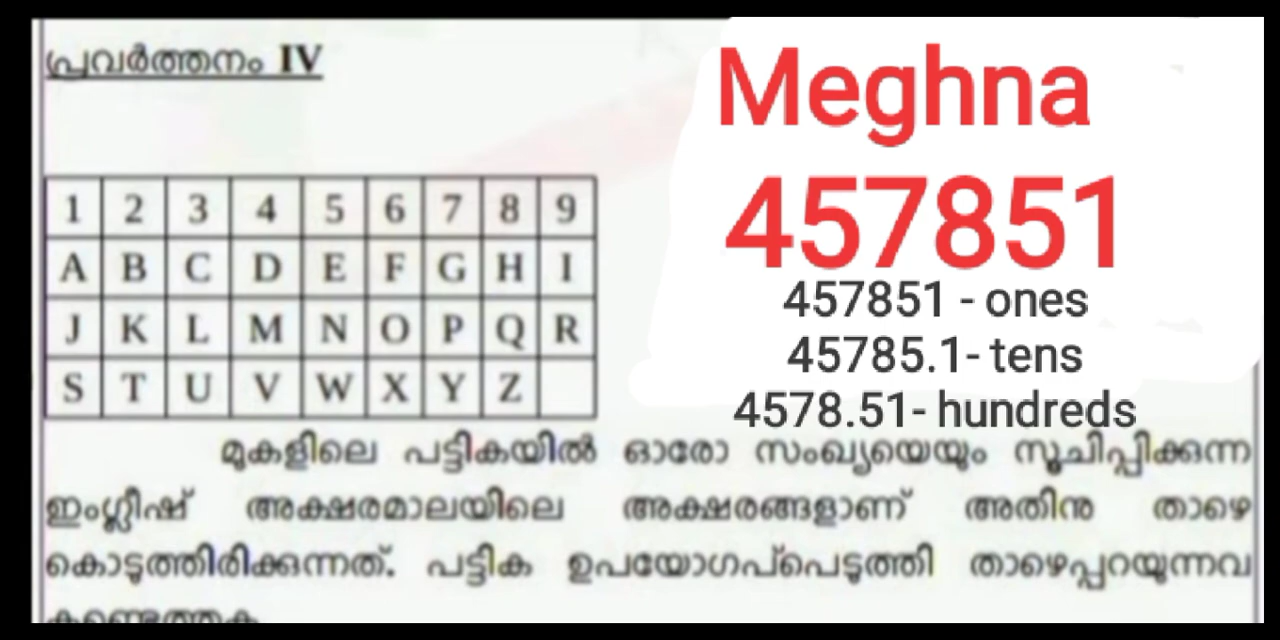 പ്രവർത്തനം IV
Meghna
457851
457851 - ones
45785.1- tens
4578.51- hundreds
1 2 3 4 5 6 7 8 9
A B C D E F G H I
J K L M N O P Q R
S T U V W X Y Z
മുകളിലെ പട്ടികയിൽ ഓരോ സംഖ്യയെയും സൂചിപ്പിക്കുന്ന
ഇംഗ്ലീഷ് അക്ഷരമാലയിലെ അക്ഷരങ്ങളാണ് അതിനു താഴെ
കൊടുത്തിരിക്കുന്നത്. പട്ടിക ഉപയോഗപ്പെടുത്തി താഴെപ്പറയുന്നവ